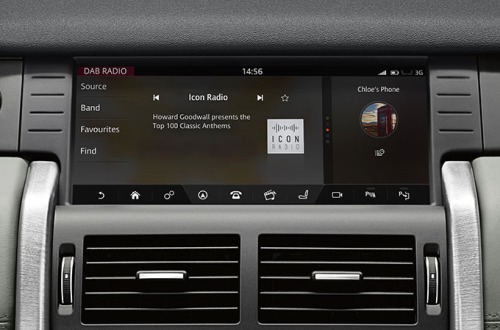 DAB RADIO
14:56
3G
Source
Band
Favourites
Find
Icon Radio
Howard Goodwall presents the
Top 100 Classic Anthems
ICON
RADIO
Chloe's Phone